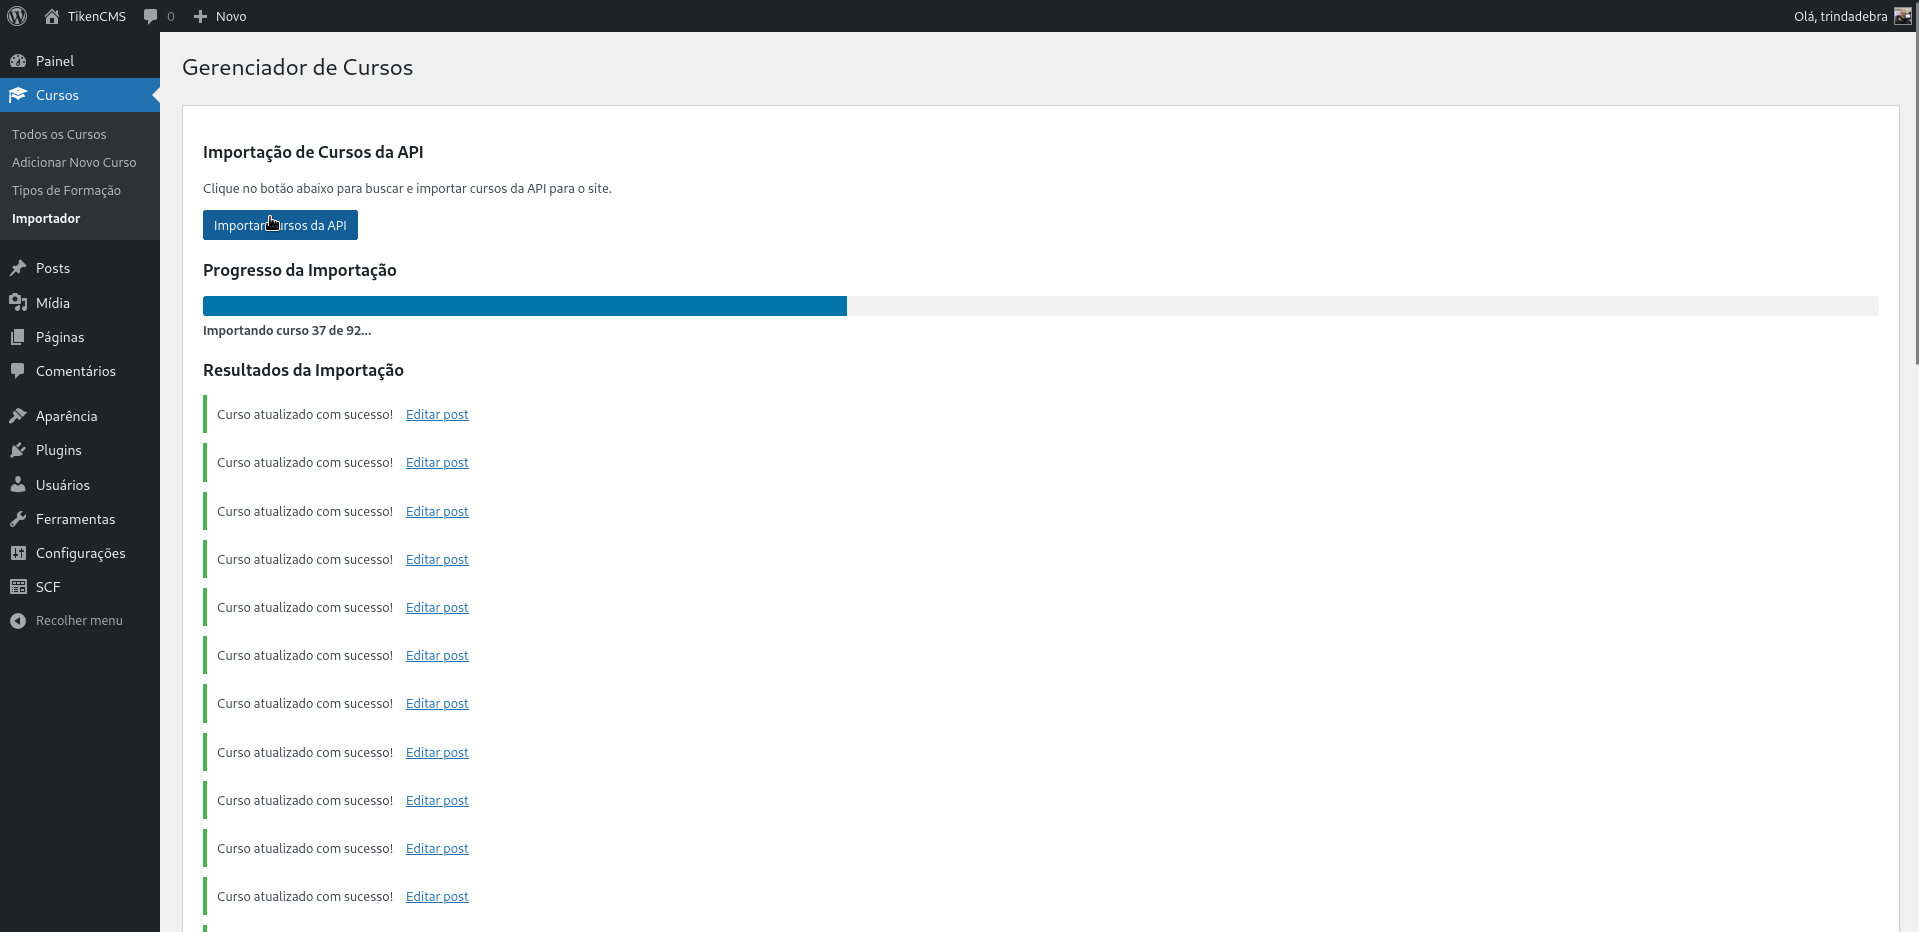 TikenCMS 0 Novo Olá, trindadebra
Painel
Cursos
Todos os Cursos
Adicionar Novo Curso
Tipos de Formação
Importador
Posts
Mídia
Páginas
Comentários
Aparência
Plugins
Usuários
Ferramentas
Configurações
SCF
Recolher menu
Gerenciador de Cursos
Importação de Cursos da API
Clique no botão abaixo para buscar e importar cursos da API para o site.
Importar Cursos da API
Progresso da Importação
Importando curso 37 de 92...
Resultados da Importação
Curso atualizado com sucesso! Editar post
Curso atualizado com sucesso! Editar post
Curso atualizado com sucesso! Editar post
Curso atualizado com sucesso! Editar post
Curso atualizado com sucesso! Editar post
Curso atualizado com sucesso! Editar post
Curso atualizado com sucesso! Editar post
Curso atualizado com sucesso! Editar post
Curso atualizado com sucesso! Editar post
Curso atualizado com sucesso! Editar post
Curso atualizado com sucesso! Editar post